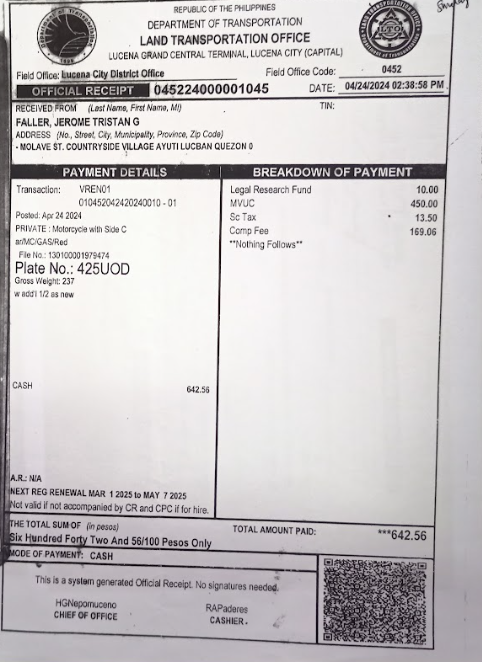 REPUBLIC OF THE PHILIPPINES
DEPARTMENT OF TRANSPORTATION
LAND TRANSPORTATION OFFICE
LUCENA GRAND CENTRAL TERMINAL, LUCENA CITY (CAPITAL)
Field Office: Lucena City District Office Field Office Code: 0452
OFFICIAL RECEIPT 045224000001045 DATE: 04/24/2024 02:38:58 PM
RECEIVED FROM (Last Name, First Name, MI) TIN:
FALLER, JEROME TRISTAN G
ADDRESS (No., Street, City, Municipality, Province, Zip Code)
- MOLAVE ST. COUNTRYSIDE VILLAGE AYUTI LUCBAN QUEZON 0
PAYMENT DETAILS
Transaction: VREN01
010452042420240010 - 01
Posted: Apr 24 2024
PRIVATE : Motorcycle with Side C
ar/MC/GAS/Red
File No.: 130100001979474
Plate No.: 425UOD
Gross Weight: 237
w add'l 1/2 as new
CASH 642.56
A.R.: N/A
NEXT REG RENEWAL MAR 1 2025 to MAY 7 2025
Not valid if not accompanied by CR and CPC if for hire.
BREAKDOWN OF PAYMENT
Legal Research Fund 10.00
MVUC 450.00
Sc Tax 13.50
Comp Fee 169.06
**Nothing Follows**
THE TOTAL SUM OF (in pesos) TOTAL AMOUNT PAID: ***642.56
Six Hundred Forty Two And 56/100 Pesos Only
MODE OF PAYMENT: CASH
This is a system generated Official Receipt. No signatures needed.
HGNepomuceno RAPaderes
CHIEF OF OFFICE CASHIER